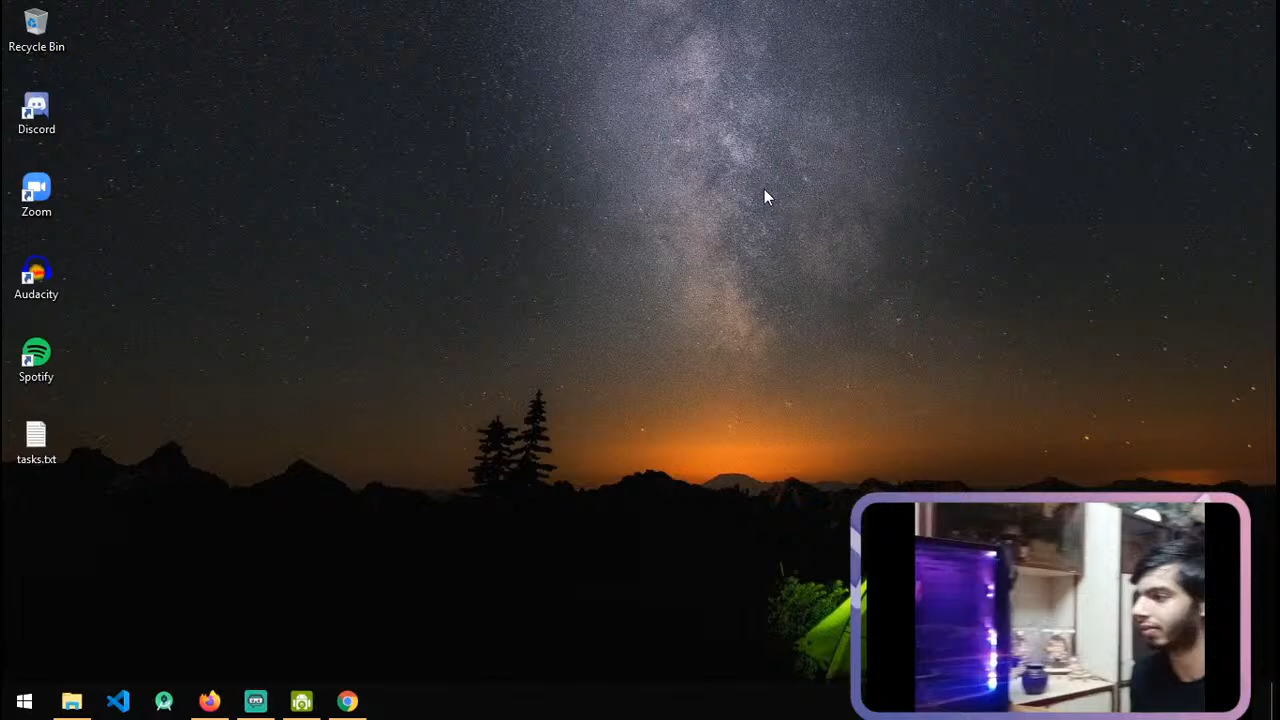 Recycle Bin
Discord
Zoom
Audacity
Spotify
tasks.txt